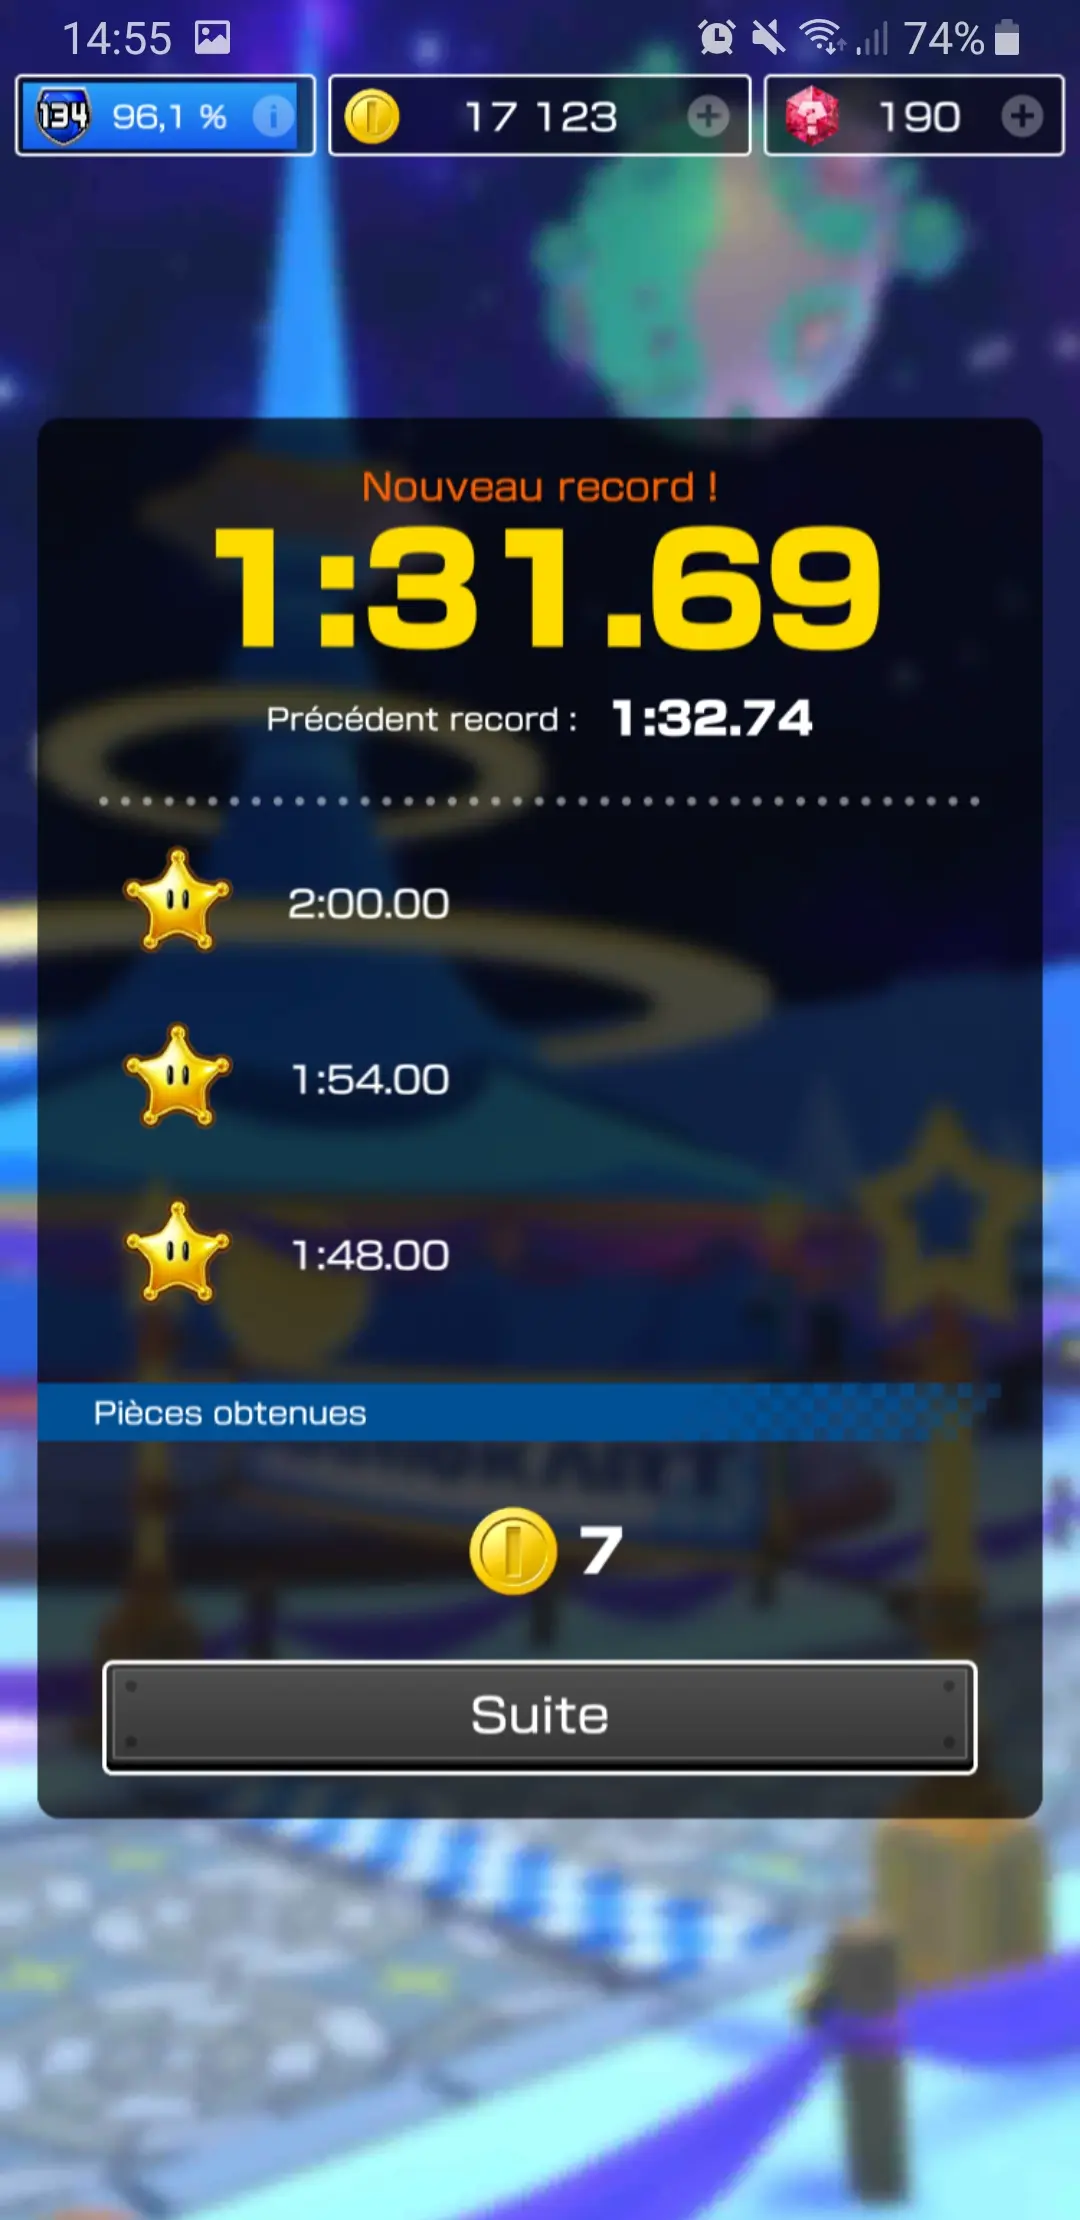 14:55 74%
134 96,1 % 17 123 190
Nouveau record !
1:31.69
Précédent record : 1:32.74
2:00.00
1:54.00
1:48.00
Pièces obtenues
7
Suite